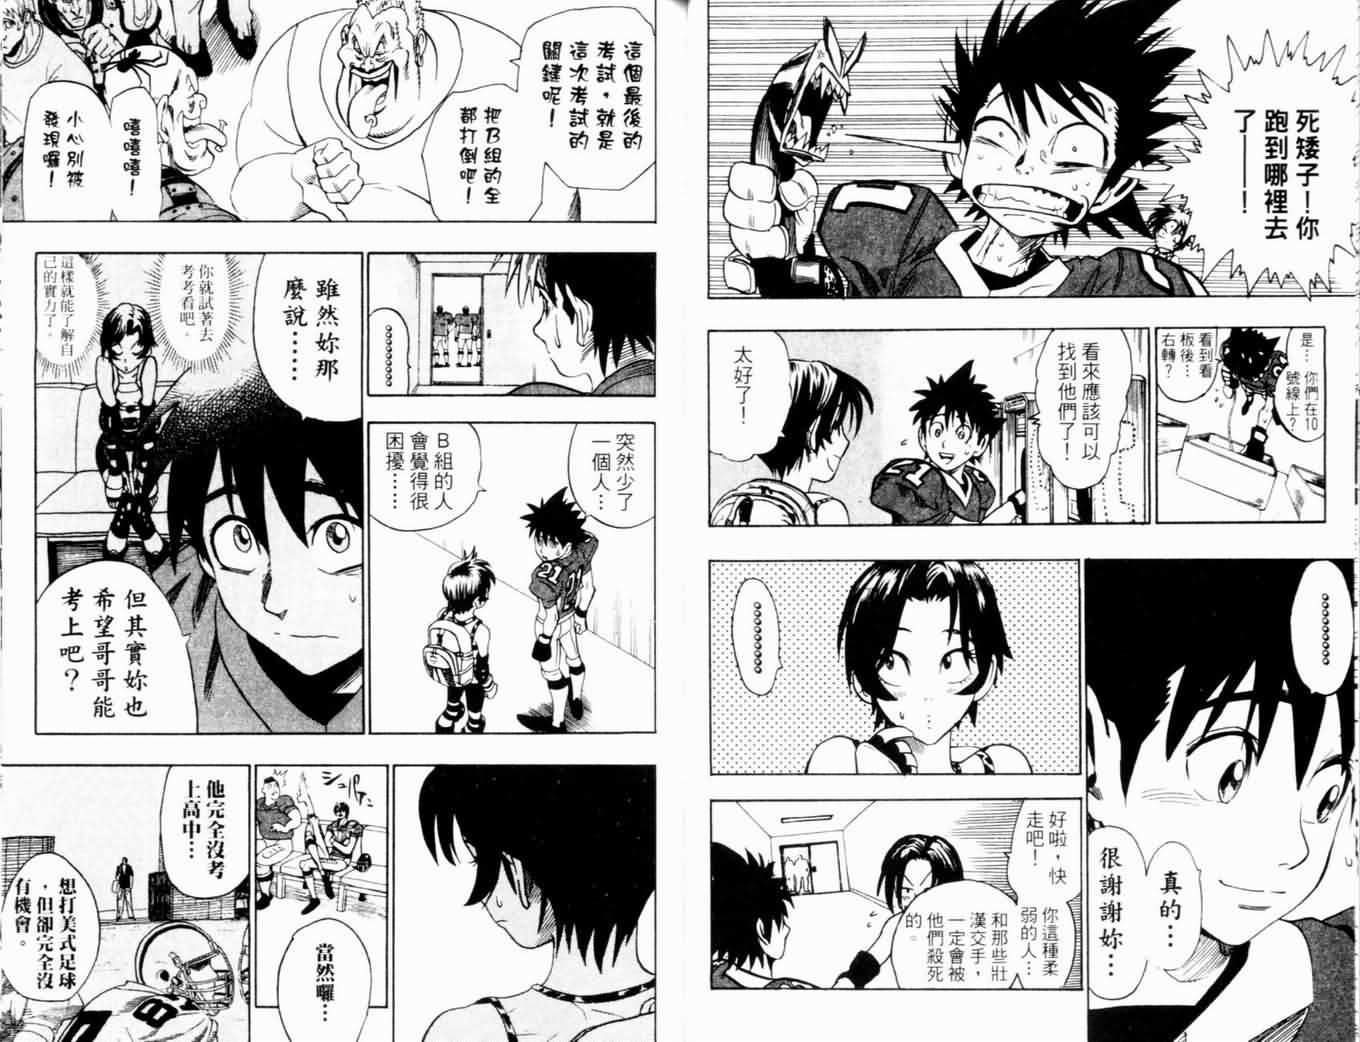 死矮子！你
跑到哪裡去
了——！
是…你們在10
號線上？
看到看
板後…
右轉？
看來應該可以
找到他們了！
太好了！
1
………
真的…
很謝謝妳…
………
好啦，快
走吧！
你這種柔
弱的人…
和那些壯
漢交手，
一定會被
他們殺死
的。
這個最後的
考試，就是
這次考試的
關鍵呢！
把B組的全
都打倒吧！
嘻嘻嘻！
小心別被
發現囉！
………
突然少了
一個人…
B組的人
會覺得很
困擾……
21
雖然妳那
麼說……
你就試著去
考考看吧。
這樣就能了解自
己的實力了。
但其實妳也
希望哥哥能
考上吧？
當然囉…
シュパァン
他完全沒考
上高中…
想打美式足球
，但卻完全沒
有機會。